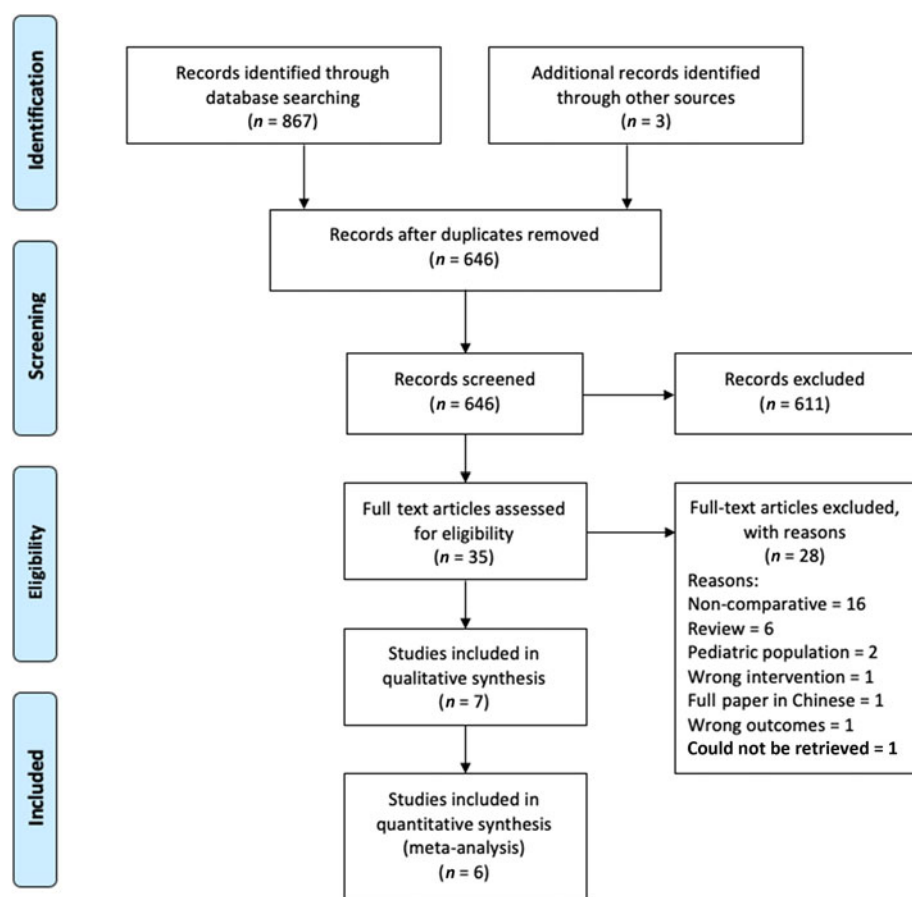 Identification
Records identified through
database searching
(n = 867)
Additional records identified
through other sources
(n = 3)
Records after duplicates removed
(n = 646)
Screening
Records screened
(n = 646)
Records excluded
(n = 611)
Eligibility
Full text articles assessed
for eligibility
(n = 35)
Full-text articles excluded,
with reasons
(n = 28)
Reasons:
Non-comparative = 16
Review = 6
Pediatric population = 2
Wrong intervention = 1
Full paper in Chinese = 1
Wrong outcomes = 1
Could not be retrieved = 1
Studies included in
qualitative synthesis
(n = 7)
Included
Studies included in
quantitative synthesis
(meta-analysis)
(n = 6)